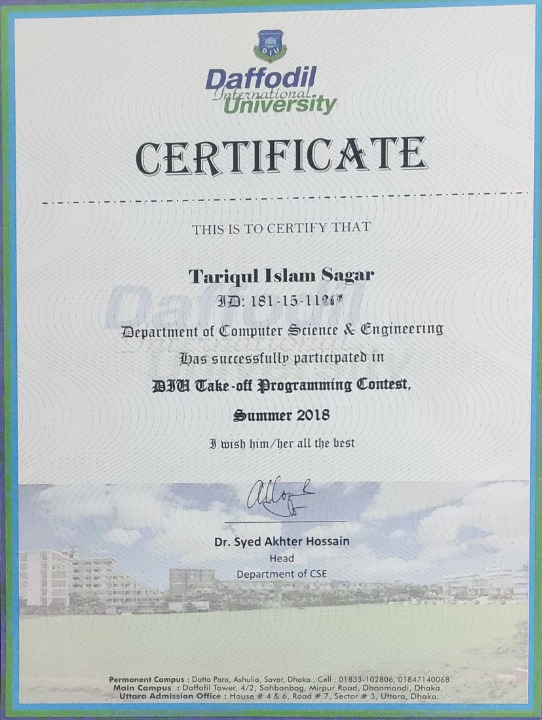 DIU
Daffodil
International
University
CERTIFICATE
THIS IS TO CERTIFY THAT
Tariqul Islam Sagar
ID: 181-15-11
Department of Computer Science & Engineering
Has successfully participated in
DIU Take-off Programming Contest,
Summer 2018
I wish him/her all the best
Dr. Syed Akhter Hossain
Head
Department of CSE
Permanent Campus : Datta Para, Ashulia, Savar, Dhaka., Cell : 01833-102806, 01847140068
Main Campus : Daffofil Tower, 4/2, Sohbanbag, Mirpur Road, Dhanmondi, Dhaka.
Uttara Admission Office : House # 4 & 6, Road # 7, Sector # 3, Uttora, Dhaka.